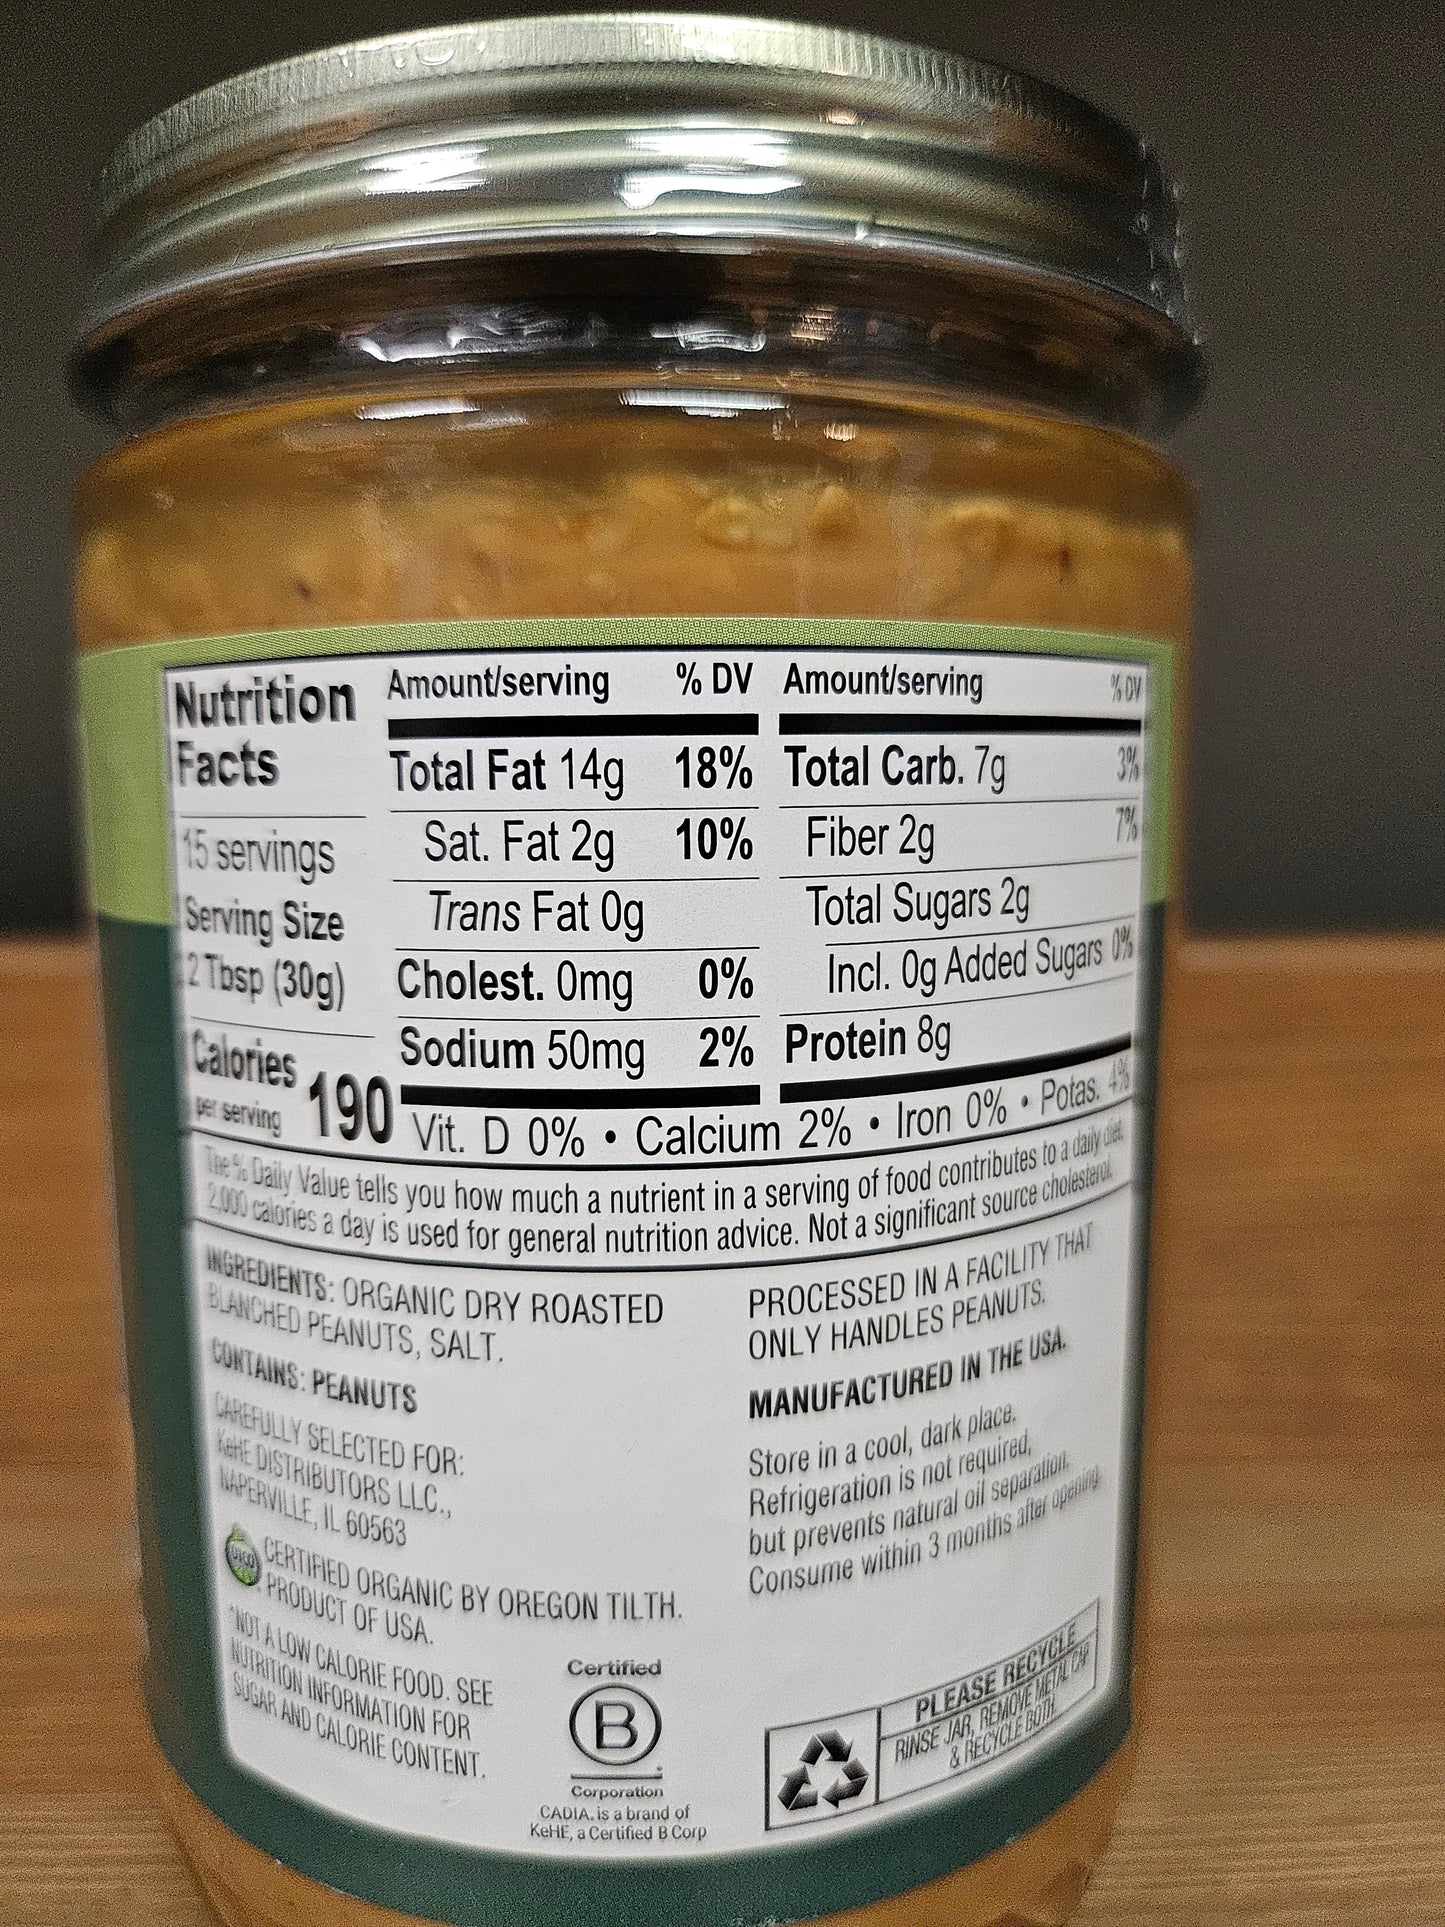 Nutrition
Facts
15 servings
Serving Size
2 Tbsp (30g)
Calories
per serving
190
Amount/serving % DV
Total Fat 14g 18%
Sat. Fat 2g 10%
Trans Fat 0g
Cholest. 0mg 0%
Sodium 50mg 2%
Amount/serving % DV
Total Carb. 7g 3%
Fiber 2g 7%
Total Sugars 2g
Incl. 0g Added Sugars 0%
Protein 8g
Vit. D 0% • Calcium 2% • Iron 0% • Potas. 4%
The % Daily Value tells you how much a nutrient in a serving of food contributes to a daily diet.
2,000 calories a day is used for general nutrition advice. Not a significant source cholesterol.
INGREDIENTS: ORGANIC DRY ROASTED
BLANCHED PEANUTS, SALT.
CONTAINS: PEANUTS
CAREFULLY SELECTED FOR:
KeHE DISTRIBUTORS LLC.,
NAPERVILLE, IL 60563
CERTIFIED ORGANIC BY OREGON TILTH.
PRODUCT OF USA.
*NOT A LOW CALORIE FOOD. SEE
NUTRITION INFORMATION FOR
SUGAR AND CALORIE CONTENT.
Certified
B
Corporation
CADIA. is a brand of
KeHE, a Certified B Corp
PROCESSED IN A FACILITY THAT
ONLY HANDLES PEANUTS.
MANUFACTURED IN THE USA.
Store in a cool, dark place.
Refrigeration is not required,
but prevents natural oil separation.
Consume within 3 months after opening.
PLEASE RECYCLE
RINSE JAR, REMOVE METAL CAP
& RECYCLE BOTH.